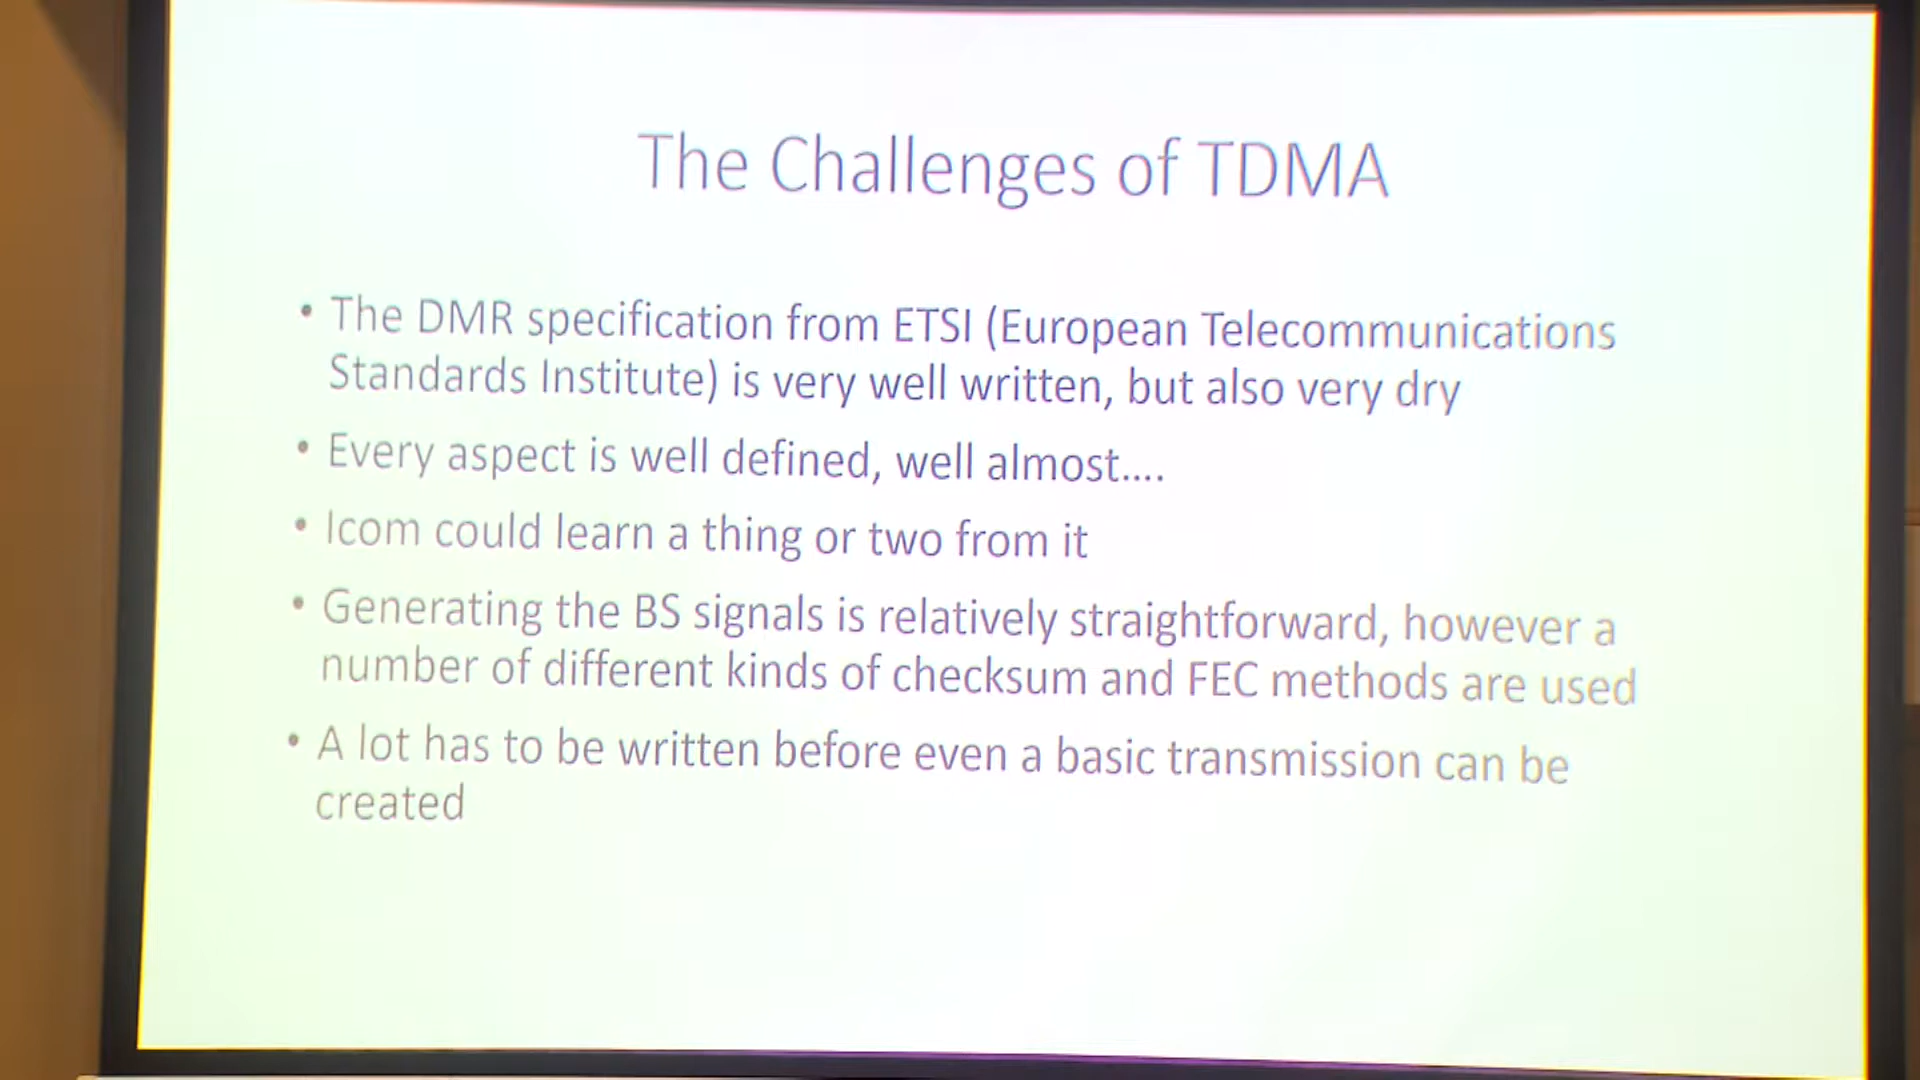 The Challenges of TDMA
• The DMR specification from ETSI (European Telecommunications
Standards Institute) is very well written, but also very dry
• Every aspect is well defined, well almost....
• Icom could learn a thing or two from it
• Generating the BS signals is relatively straightforward, however a
number of different kinds of checksum and FEC methods are used
• A lot has to be written before even a basic transmission can be
created